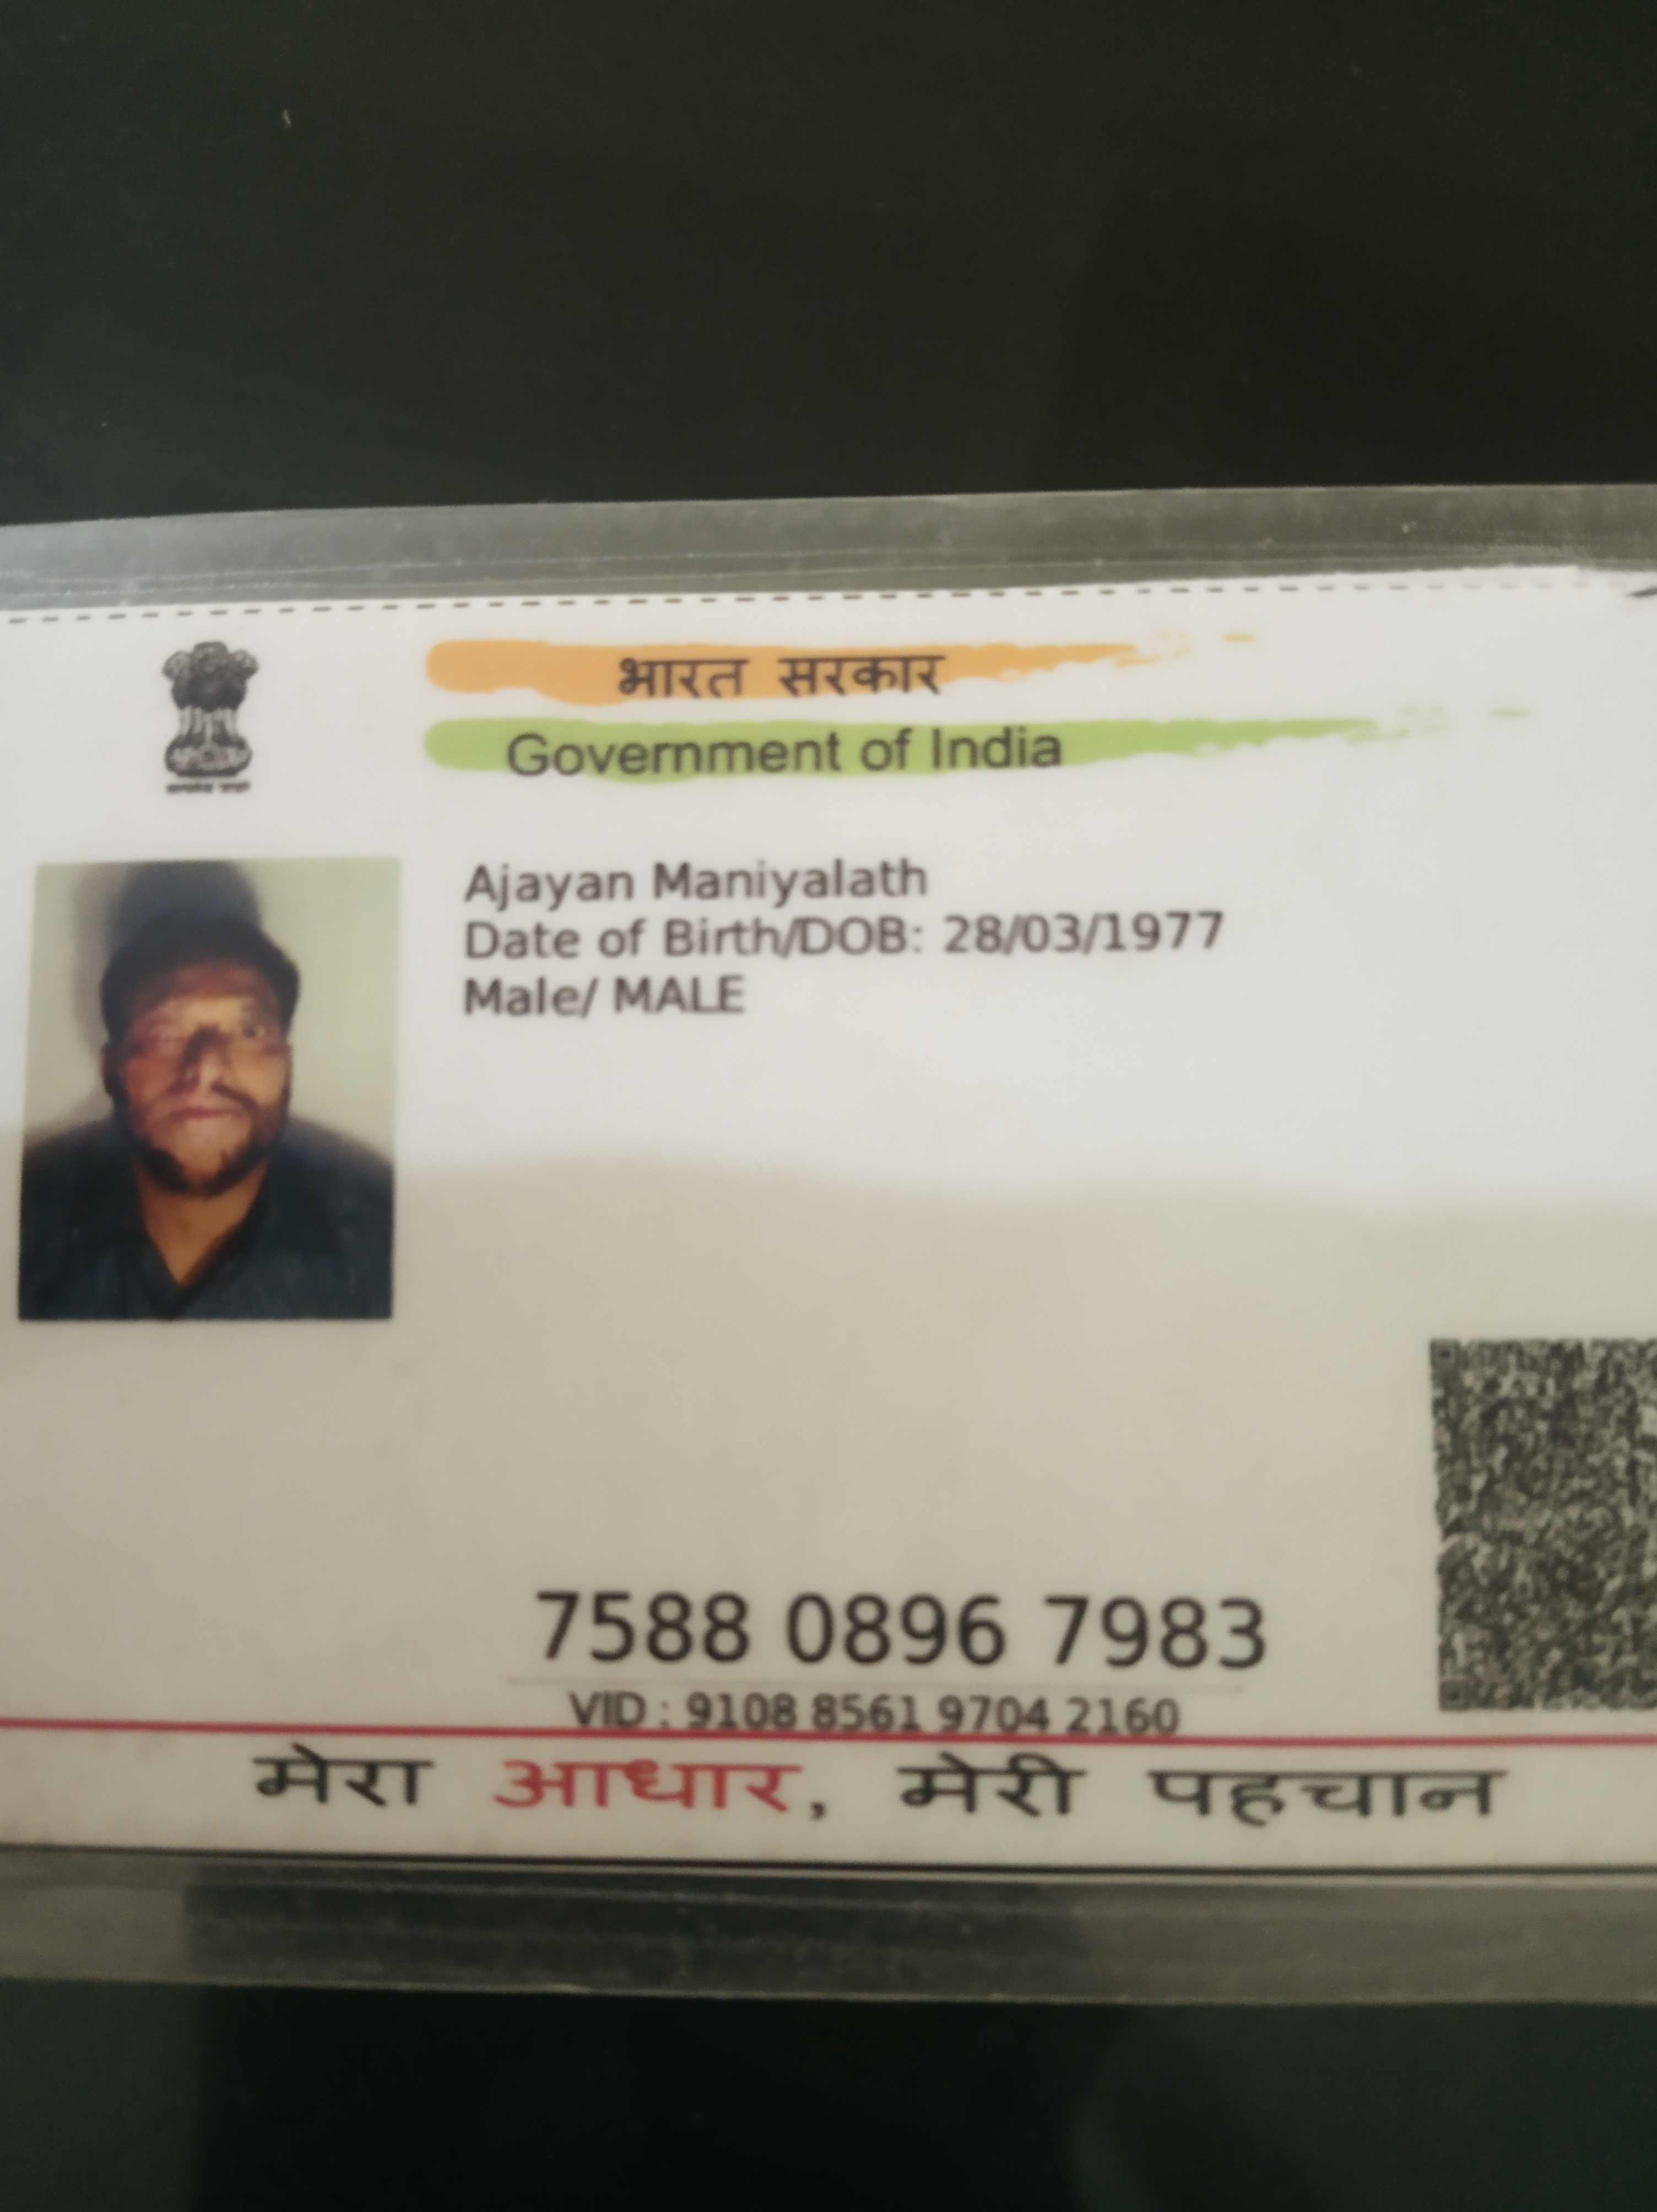 भारत सरकार
Government of India
Ajayan Maniyalath
Date of Birth/DOB: 28/03/1977
Male/ MALE
7588 0896 7983
VID : 9108 8561 9704 2160
मेरा आधार, मेरी पहचान